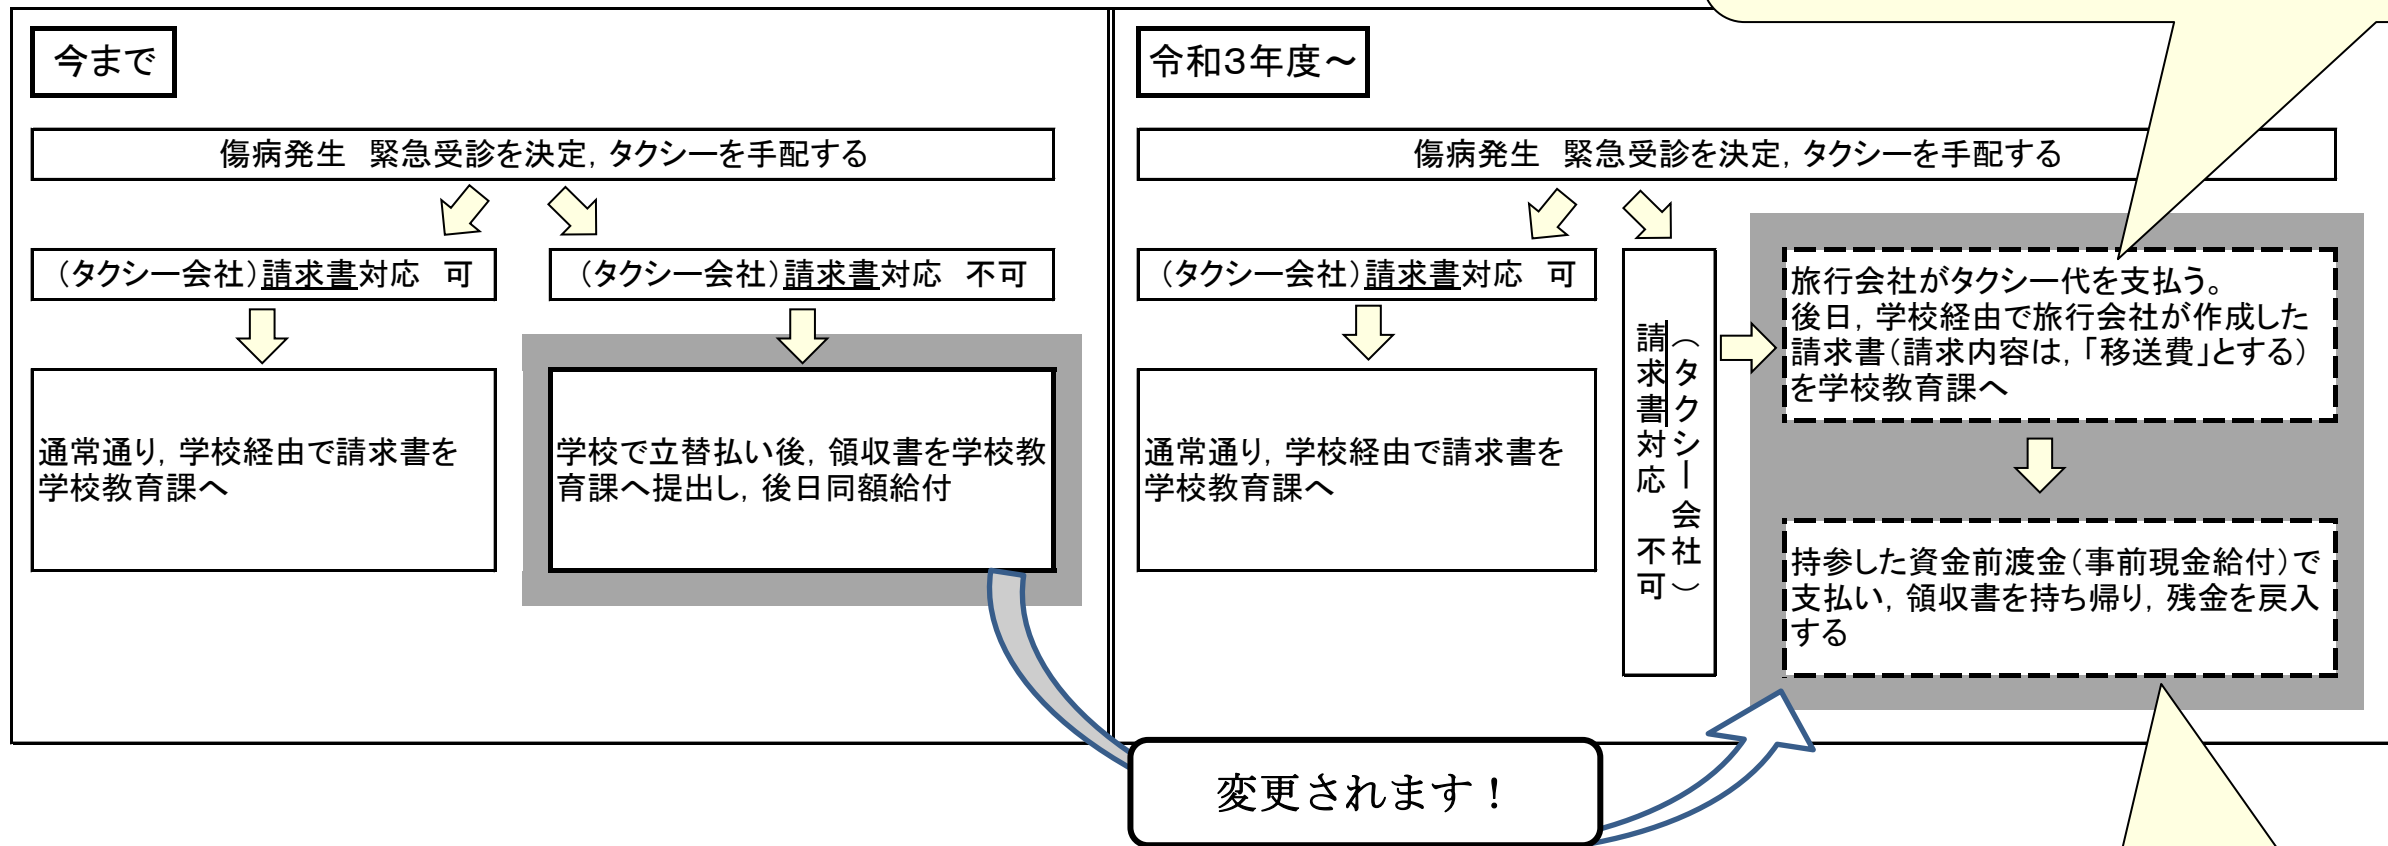 今まで
傷病発生　緊急受診を決定，タクシーを手配する
（タクシー会社）請求書対応　可
（タクシー会社）請求書対応　不可
通常通り，学校経由で請求書を
学校教育課へ
学校で立替払い後，領収書を学校教
育課へ提出し，後日同額給付
令和３年度～
傷病発生　緊急受診を決定，タクシーを手配する
（タクシー会社）請求書対応　可
（タクシー会社）
請求書対応　不可
通常通り，学校経由で請求書を
学校教育課へ
旅行会社がタクシー代を支払う。
後日，学校経由で旅行会社が作成した
請求書（請求内容は，「移送費」とする）
を学校教育課へ
持参した資金前渡金（事前現金給付）で
支払い，領収書を持ち帰り，残金を戻入
する
変更されます！